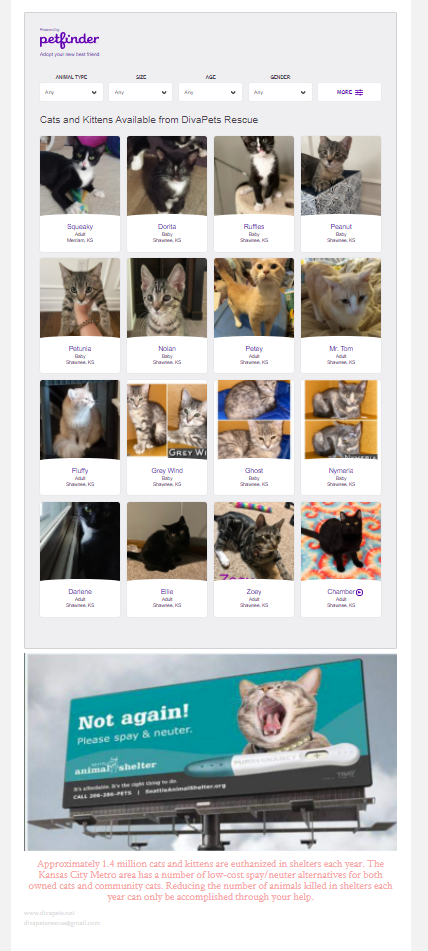 Powered by
petfinder
Adopt your new best friend
ANIMAL TYPE SIZE AGE GENDER
Any Any Any Any MORE
Cats and Kittens Available from DivaPets Rescue
Squeaky Dorita Ruffles Peanut
Adult Baby Baby Baby
Merriam, KS Shawnee, KS Shawnee, KS Shawnee, KS
Petunia Nolan Petey Mr. Tom
Baby Baby Adult Adult
Shawnee, KS Shawnee, KS Shawnee, KS Shawnee, KS
GREY WI NYMERIA
Fluffy Grey Wind Ghost Nymeria
Adult Baby Baby Baby
Shawnee, KS Shawnee, KS Shawnee, KS Shawnee, KS
Zoey
Darlene Ellie Zoey Chamber
Adult Baby Adult Adult
Shawnee, KS Shawnee, KS Shawnee, KS Shawnee, KS
Not again!
Please spay & neuter.
animal shelter
PURRGNANCY
It's affordable. It's the right thing to do.
CALL 206-386-PETS | SeattleAnimalShelter.org
Approximately 1.4 million cats and kittens are euthanized in shelters each year. The
Kansas City Metro area has a number of low-cost spay/neuter alternatives for both
owned cats and community cats. Reducing the number of animals killed in shelters each
year can only be accomplished through your help.
www.divapets.net
divapetsrescue@gmail.com